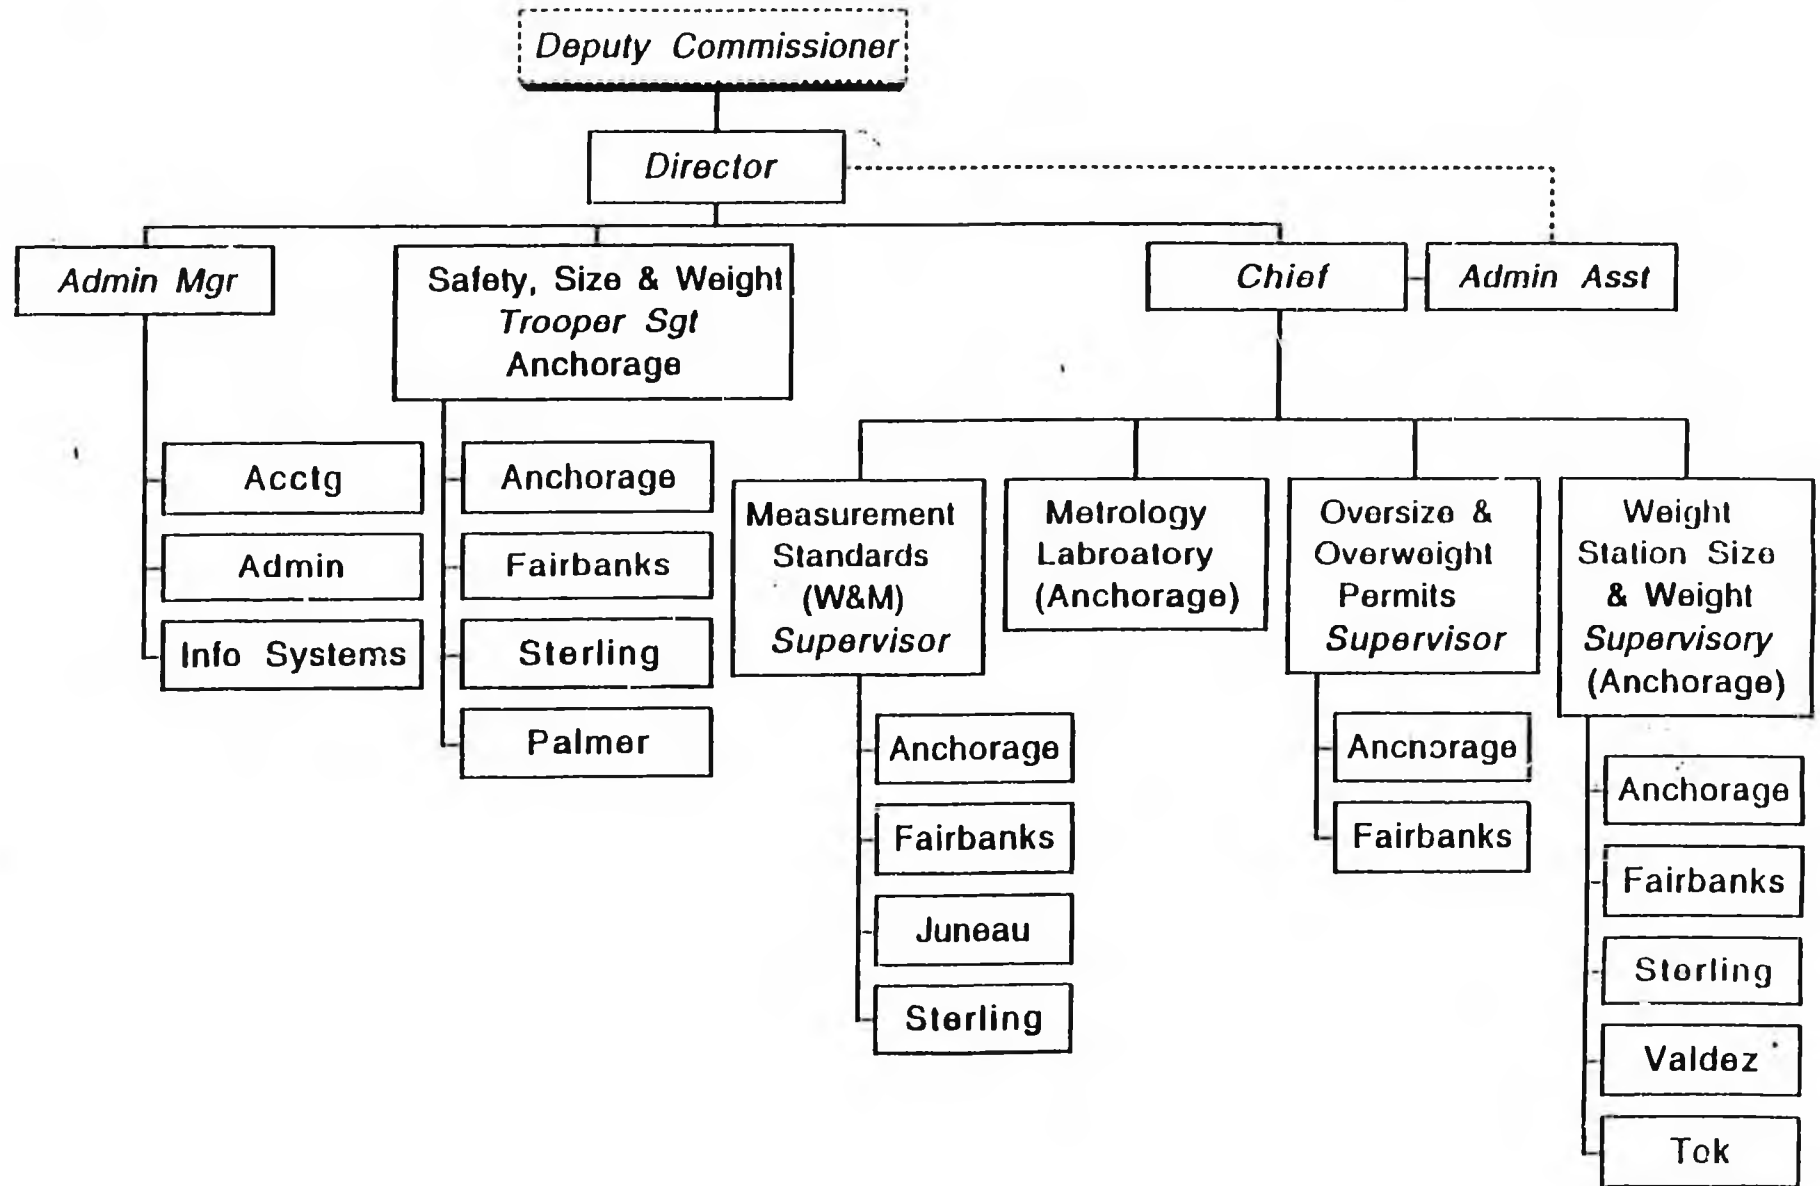 Deputy Commissioner
Director
Admin Mgr
Safety, Size & Weight
Trooper Sgt
Anchorage
Chief
Admin Asst
Acctg
Admin
Info Systems
Anchorage
Fairbanks
Sterling
Palmer
Measurement
Standards
(W&M)
Supervisor
Metrology
Labroatory
(Anchorage)
Oversize &
Overweight
Permits
Supervisor
Weight
Station Size
& Weight
Supervisory
(Anchorage)
Anchorage
Fairbanks
Juneau
Sterling
Anchorage
Fairbanks
Anchorage
Fairbanks
Sterling
Valdez
Tok